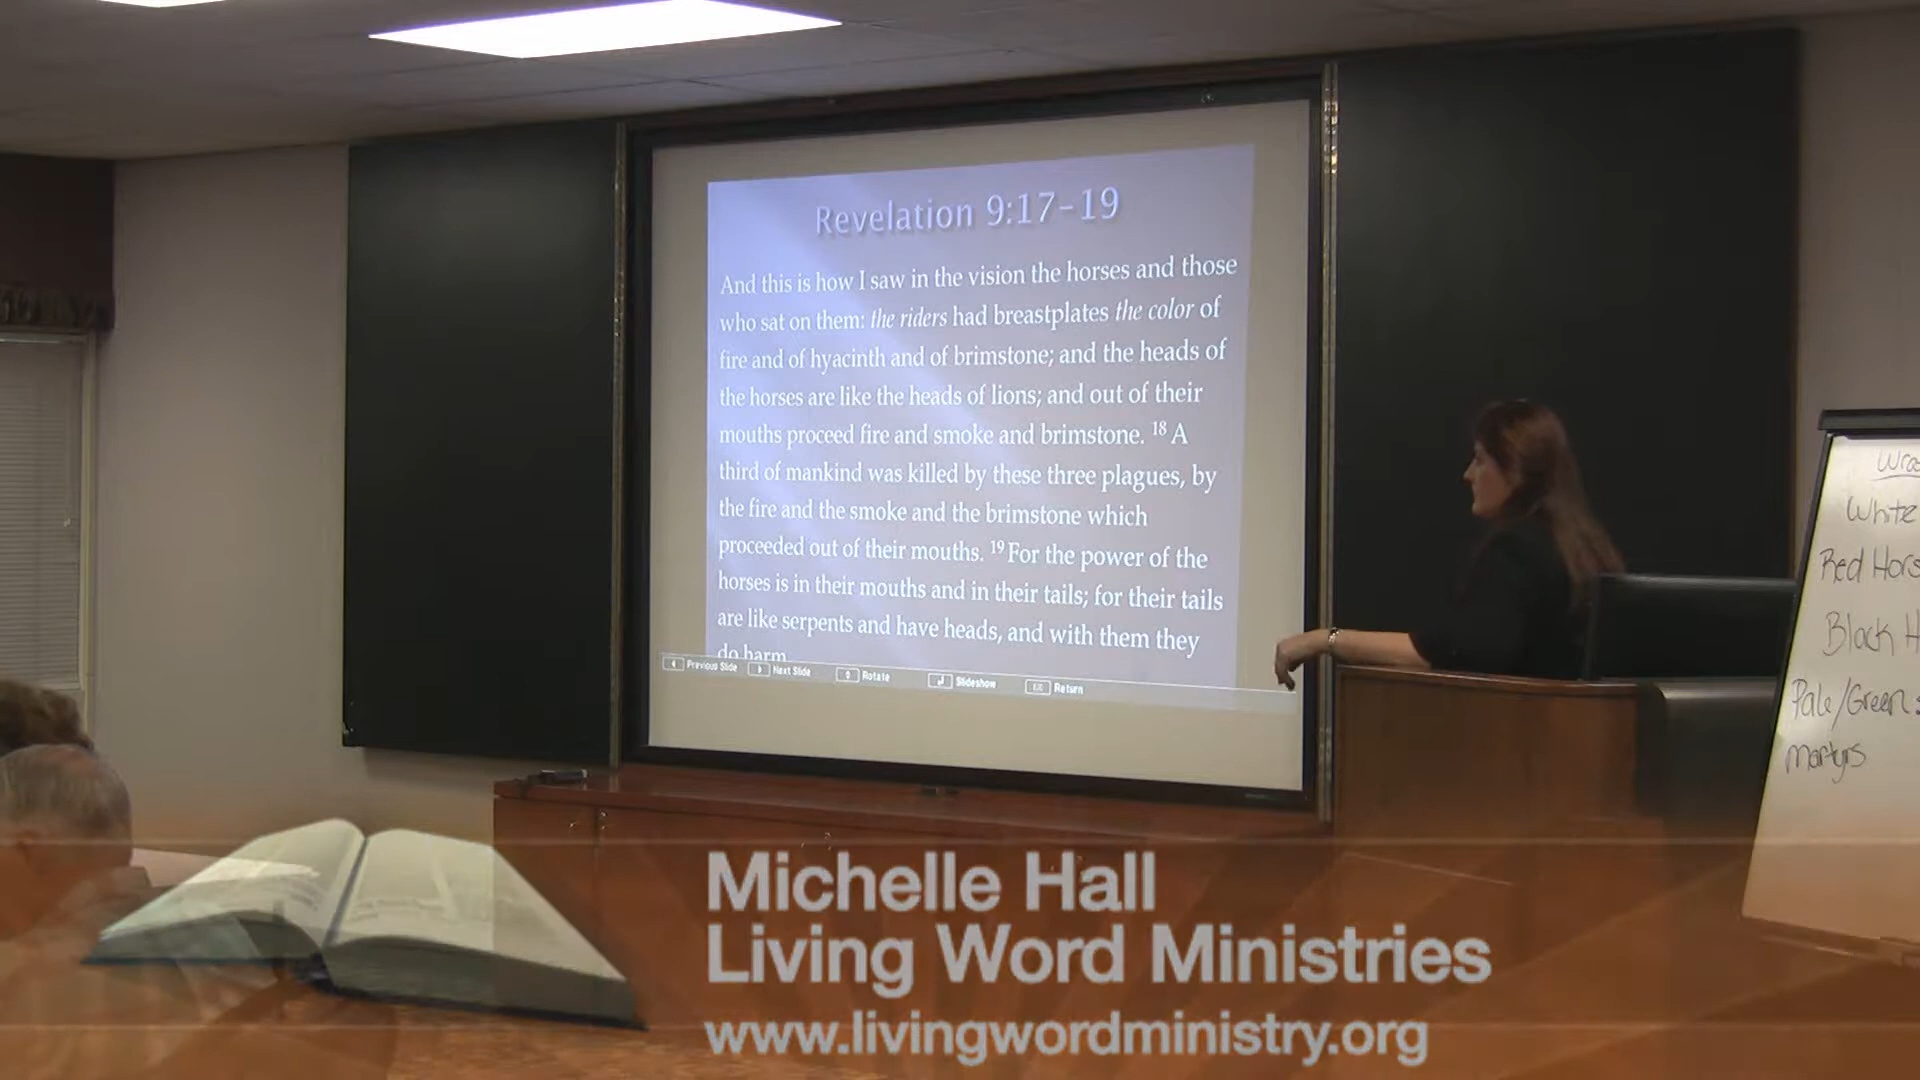 Revelation 9:17-19
And this is how I saw in the vision the horses and those
who sat on them: the riders had breastplates the color of
fire and of hyacinth and of brimstone; and the heads of
the horses are like the heads of lions; and out of their
mouths proceed fire and smoke and brimstone. 18 A
third of mankind was killed by these three plagues, by
the fire and the smoke and the brimstone which
proceeded out of their mouths. 19 For the power of the
horses is in their mouths and in their tails; for their tails
are like serpents and have heads, and with them they
do harm
Previous Slide Next Slide Rotate Slideshow Return
White
Red Hors
Black H
Pale/Green
Martyrs
Michelle Hall
Living Word Ministries
www.livingwordministry.org